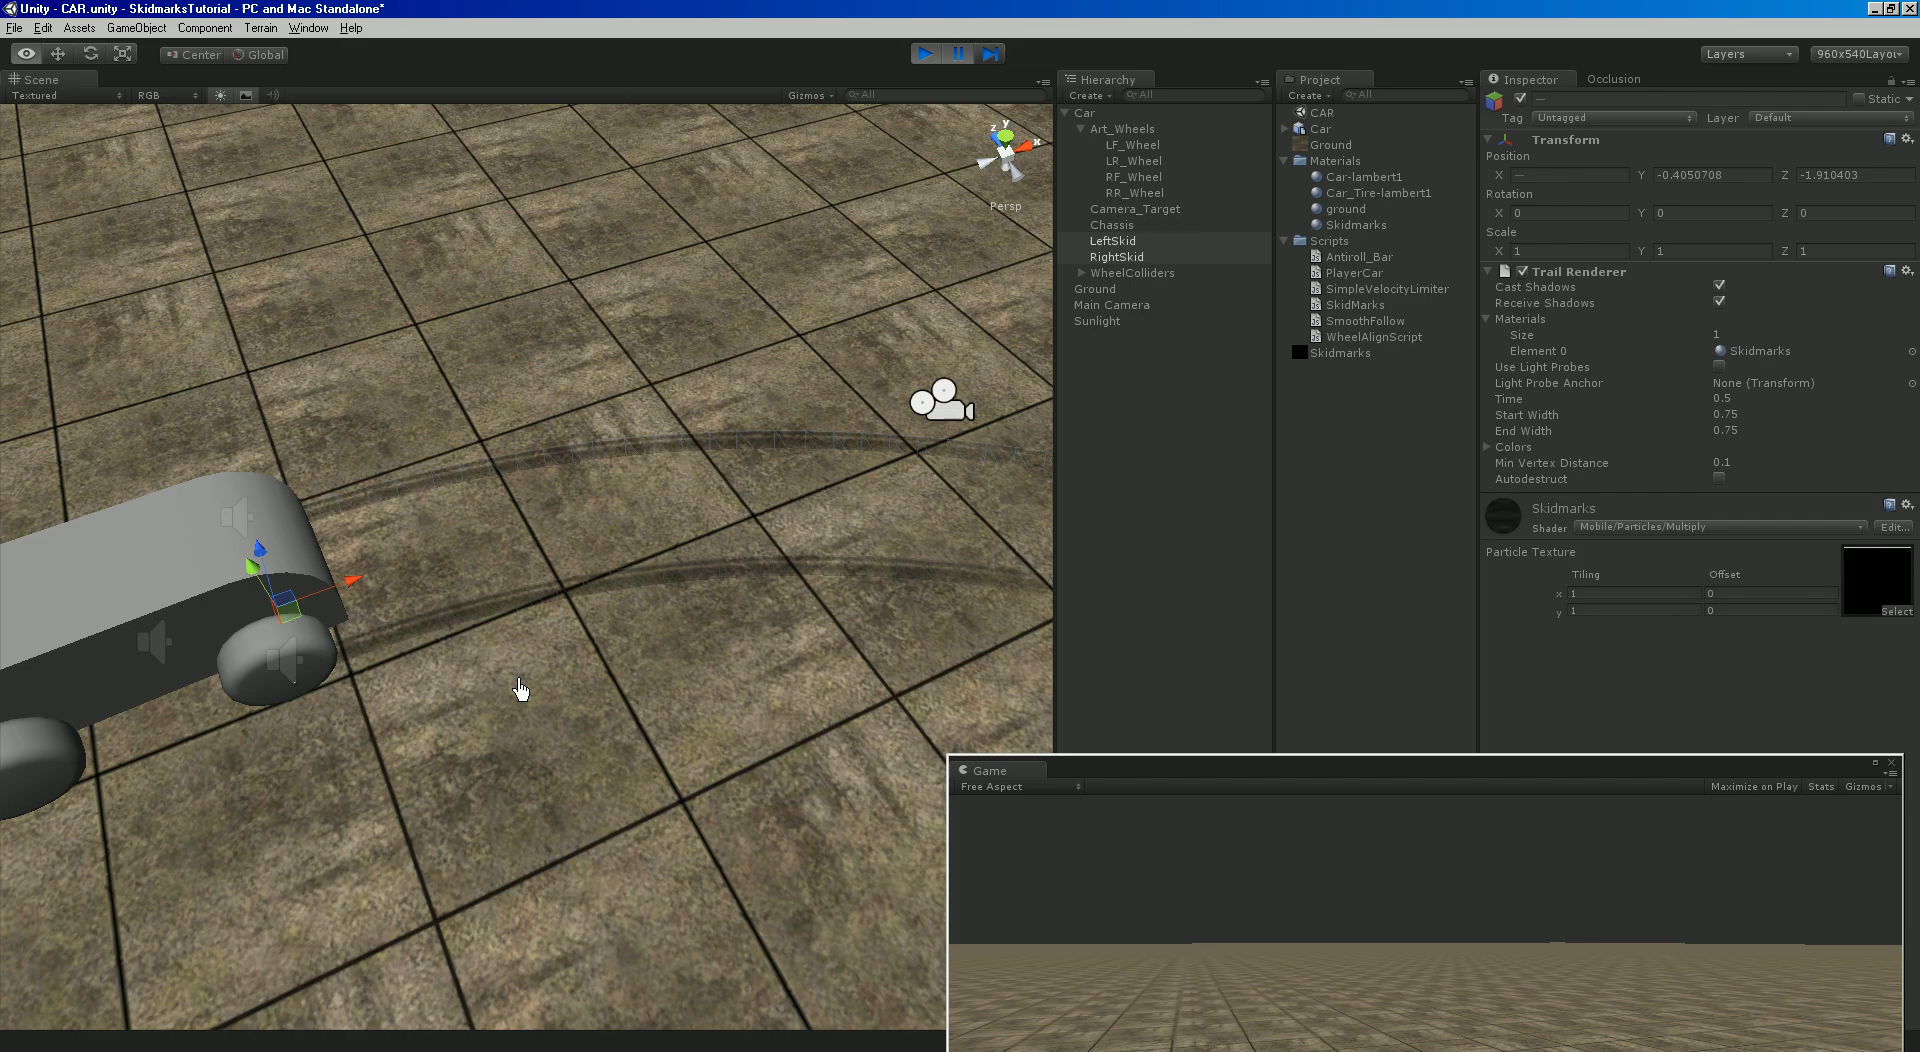 Unity - CAR.unity - SkidmarksTutorial - PC and Mac Standalone*
File Edit Assets GameObject Component Terrain Window Help
Center Global
Layers
960x540Layou
Scene
Textured RGB Gizmos All
y
z
x
Persp
Hierarchy
Create All
Car
Art_Wheels
LF_Wheel
LR_Wheel
RF_Wheel
RR_Wheel
Camera_Target
Chassis
LeftSkid
RightSkid
WheelColliders
Ground
Main Camera
Sunlight
Project
Create All
CAR
Car
Ground
Materials
Car-lambert1
Car_Tire-lambert1
ground
Skidmarks
Scripts
Antiroll_Bar
PlayerCar
SimpleVelocityLimiter
SkidMarks
SmoothFollow
WheelAlignScript
Skidmarks
Inspector Occlusion
— Static
Tag Untagged Layer Default
Transform
Position
X — Y -0.4050708 Z -1.910403
Rotation
X 0 Y 0 Z 0
Scale
X 1 Y 1 Z 1
Trail Renderer
Cast Shadows
Receive Shadows
Materials
Size 1
Element 0 Skidmarks
Use Light Probes
Light Probe Anchor None (Transform)
Time 0.5
Start Width 0.75
End Width 0.75
Colors
Min Vertex Distance 0.1
Autodestruct
Skidmarks
Shader Mobile/Particles/Multiply Edit...
Particle Texture
Tiling Offset
x 1 0
y 1 0
Select
Game
Free Aspect Maximize on Play Stats Gizmos